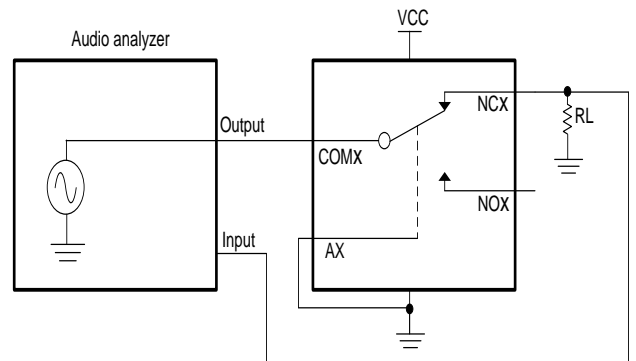 VCC
Audio analyzer
Output
COMX
NCX
RL
NOX
Input
AX